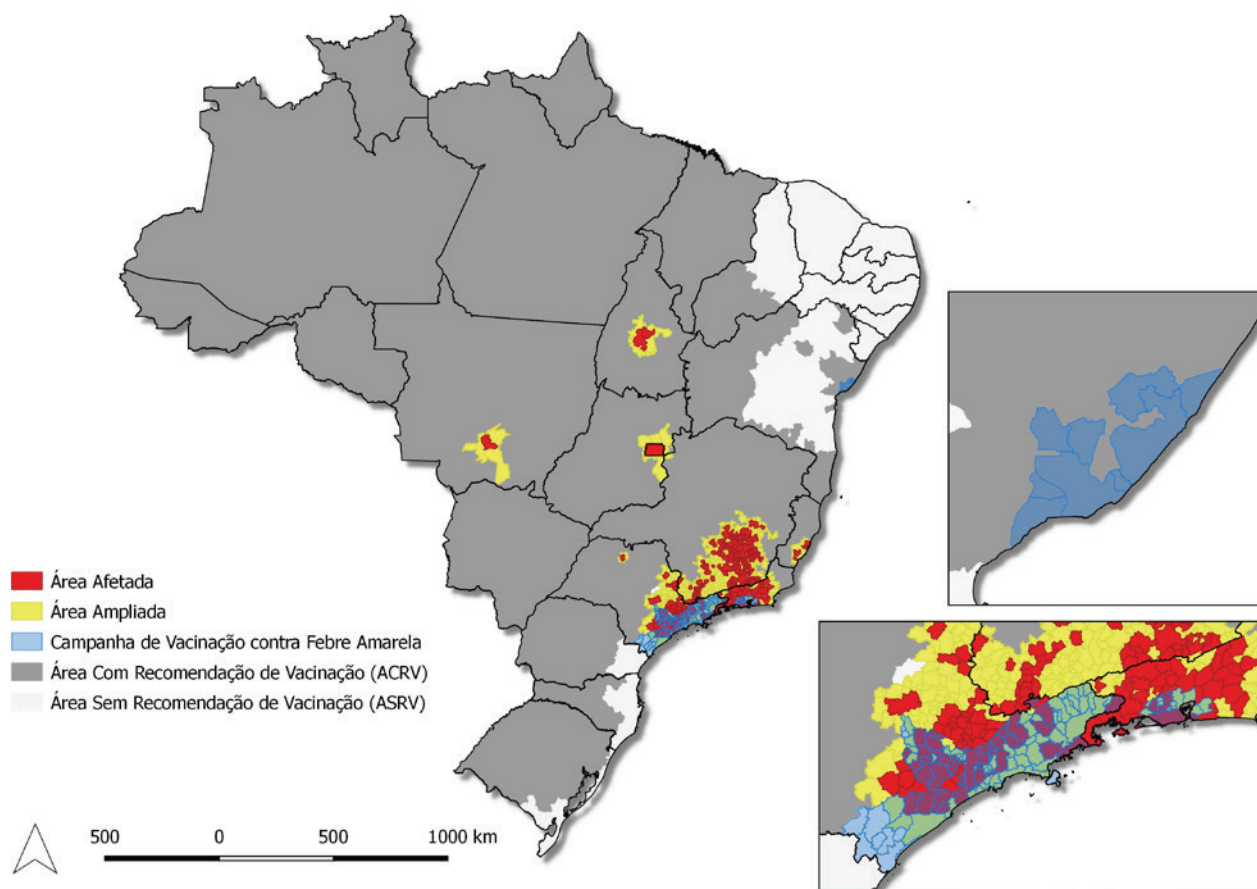 Área Afetada
Área Ampliada
Campanha de Vacinação contra Febre Amarela
Área Com Recomendação de Vacinação (ACRV)
Área Sem Recomendação de Vacinação (ASRV)
500 0 500 1000 km